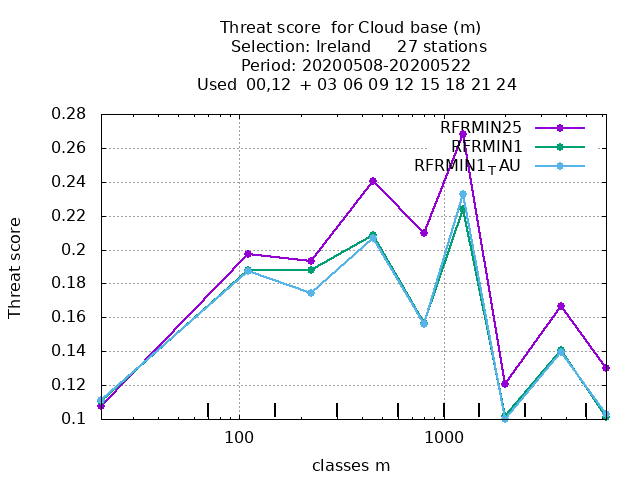 Threat score  for Cloud base (m)
Selection: Ireland     27 stations
Period: 20200508-20200522
Used  00,12  + 03 06 09 12 15 18 21 24
RFRMIN25
RFRMIN1
RFRMIN1TAU
0.28
0.26
0.24
0.22
0.2
0.18
0.16
0.14
0.12
0.1
Threat score
100
1000
classes m